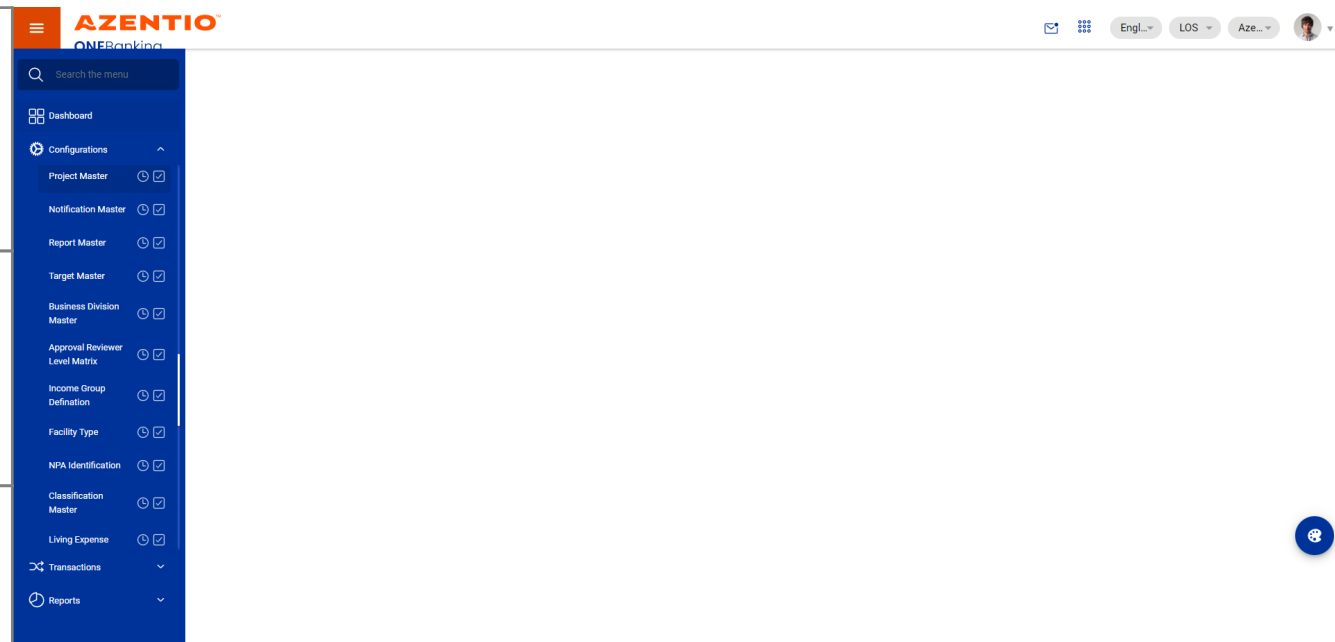 AZENTIO™
ONEBanking
Engl...
LOS
Aze...
Search the menu
Dashboard
Configurations
Project Master
Notification Master
Report Master
Target Master
Business Division
Master
Approval Reviewer
Level Matrix
Income Group
Defination
Facility Type
NPA Identification
Classification
Master
Living Expense
Transactions
Reports